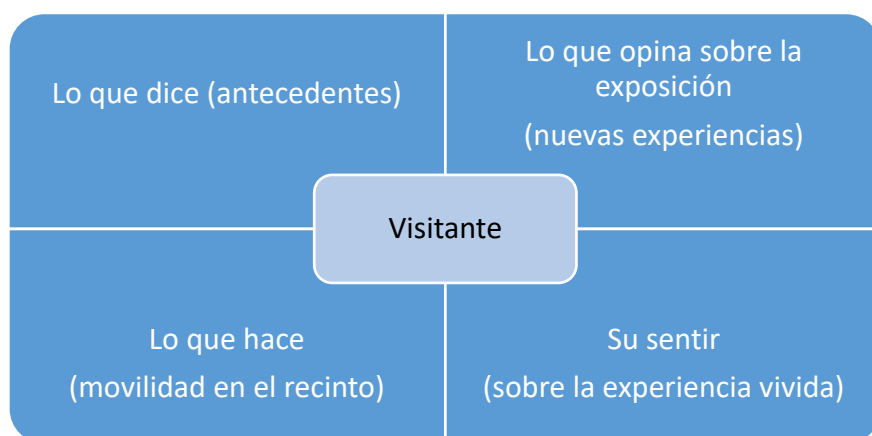 Lo que dice (antecedentes)
Lo que opina sobre la
exposición
(nuevas experiencias)
Visitante
Lo que hace
(movilidad en el recinto)
Su sentir
(sobre la experiencia vivida)